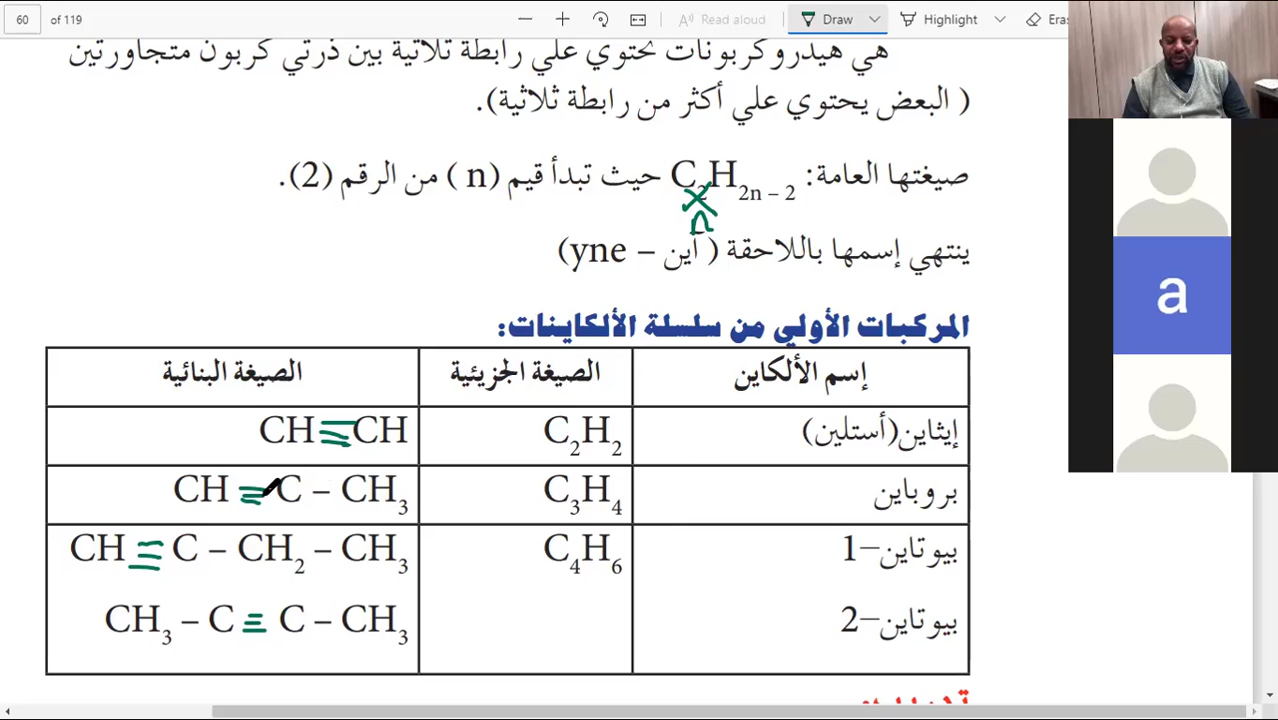 60 of 119
Read aloud
Draw
Highlight
هي هيدروكربونات تحتوي علي رابطة ثلاثية بين ذرتي كربون متجاورتين
( البعض يحتوي علي أكثر من رابطة ثلاثية).
صيغتها العامة: C₂H₂ₙ₋₂ حيث تبدأ قيم (n ) من الرقم (2).
n
ينتهي إسمها باللاحقة ( آين – yne)
المركبات الأولي من سلسلة الألكاينات:
إسم الألكاين الصيغة الجزيئية الصيغة البنائية
إيثاين(أستلين) C₂H₂ CH≡CH
بروباين C₃H₄ CH ≡ C – CH₃
بيوتاين–1 C₄H₆ CH ≡ C – CH₂ – CH₃
بيوتاين–2 CH₃ – C ≡ C – CH₃
a